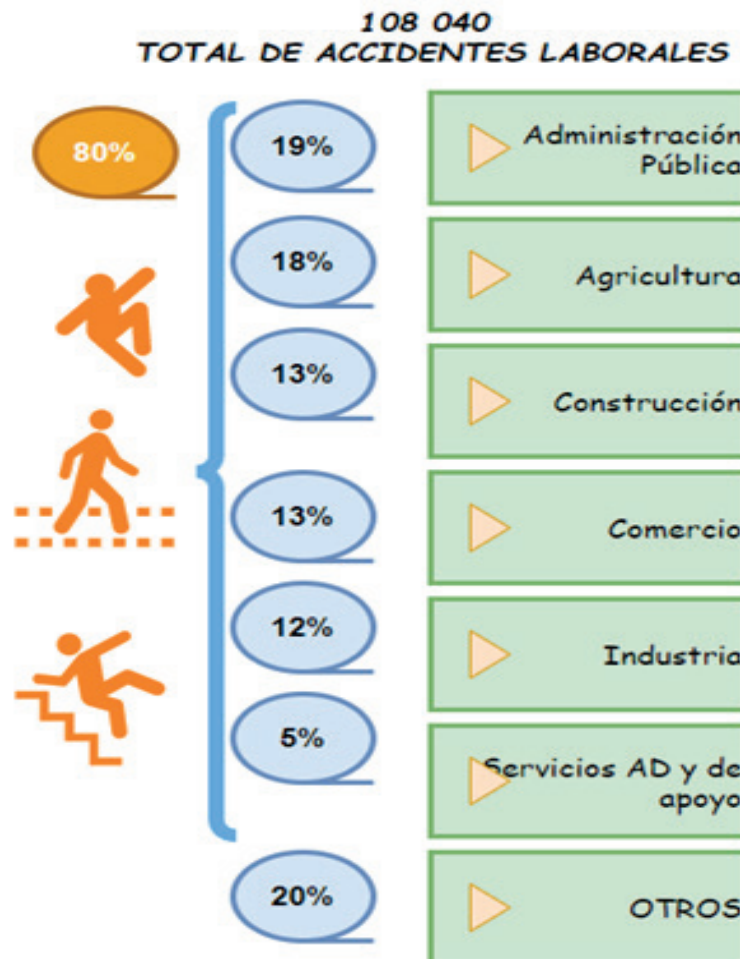 108 040
TOTAL DE ACCIDENTES LABORALES
80%
19%
Administración
Pública
18%
Agricultura
13%
Construcción
13%
Comercio
12%
Industria
5%
Servicios AD y de
apoyo
20%
OTROS